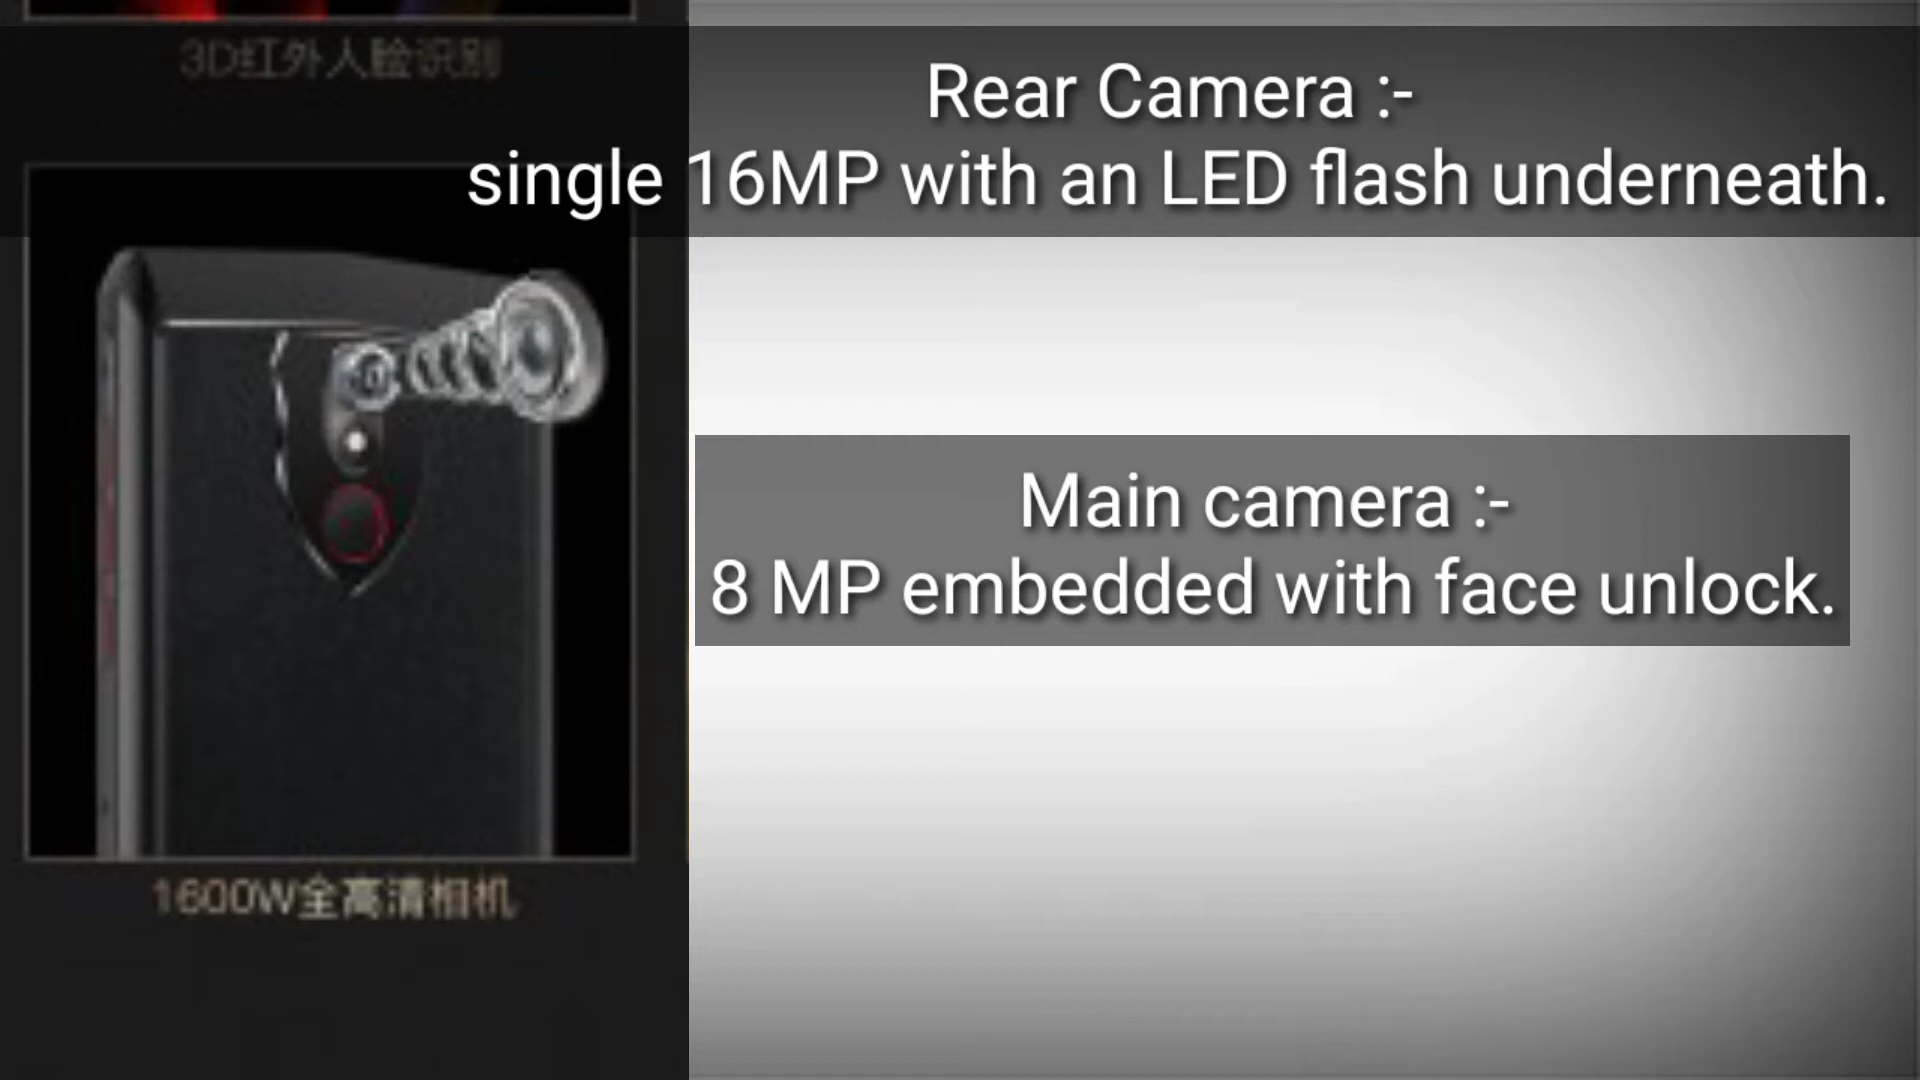 3D红外人脸识别
Rear Camera :-
single 16MP with an LED flash underneath.
Main camera :-
8 MP embedded with face unlock.
1600W全高清相机